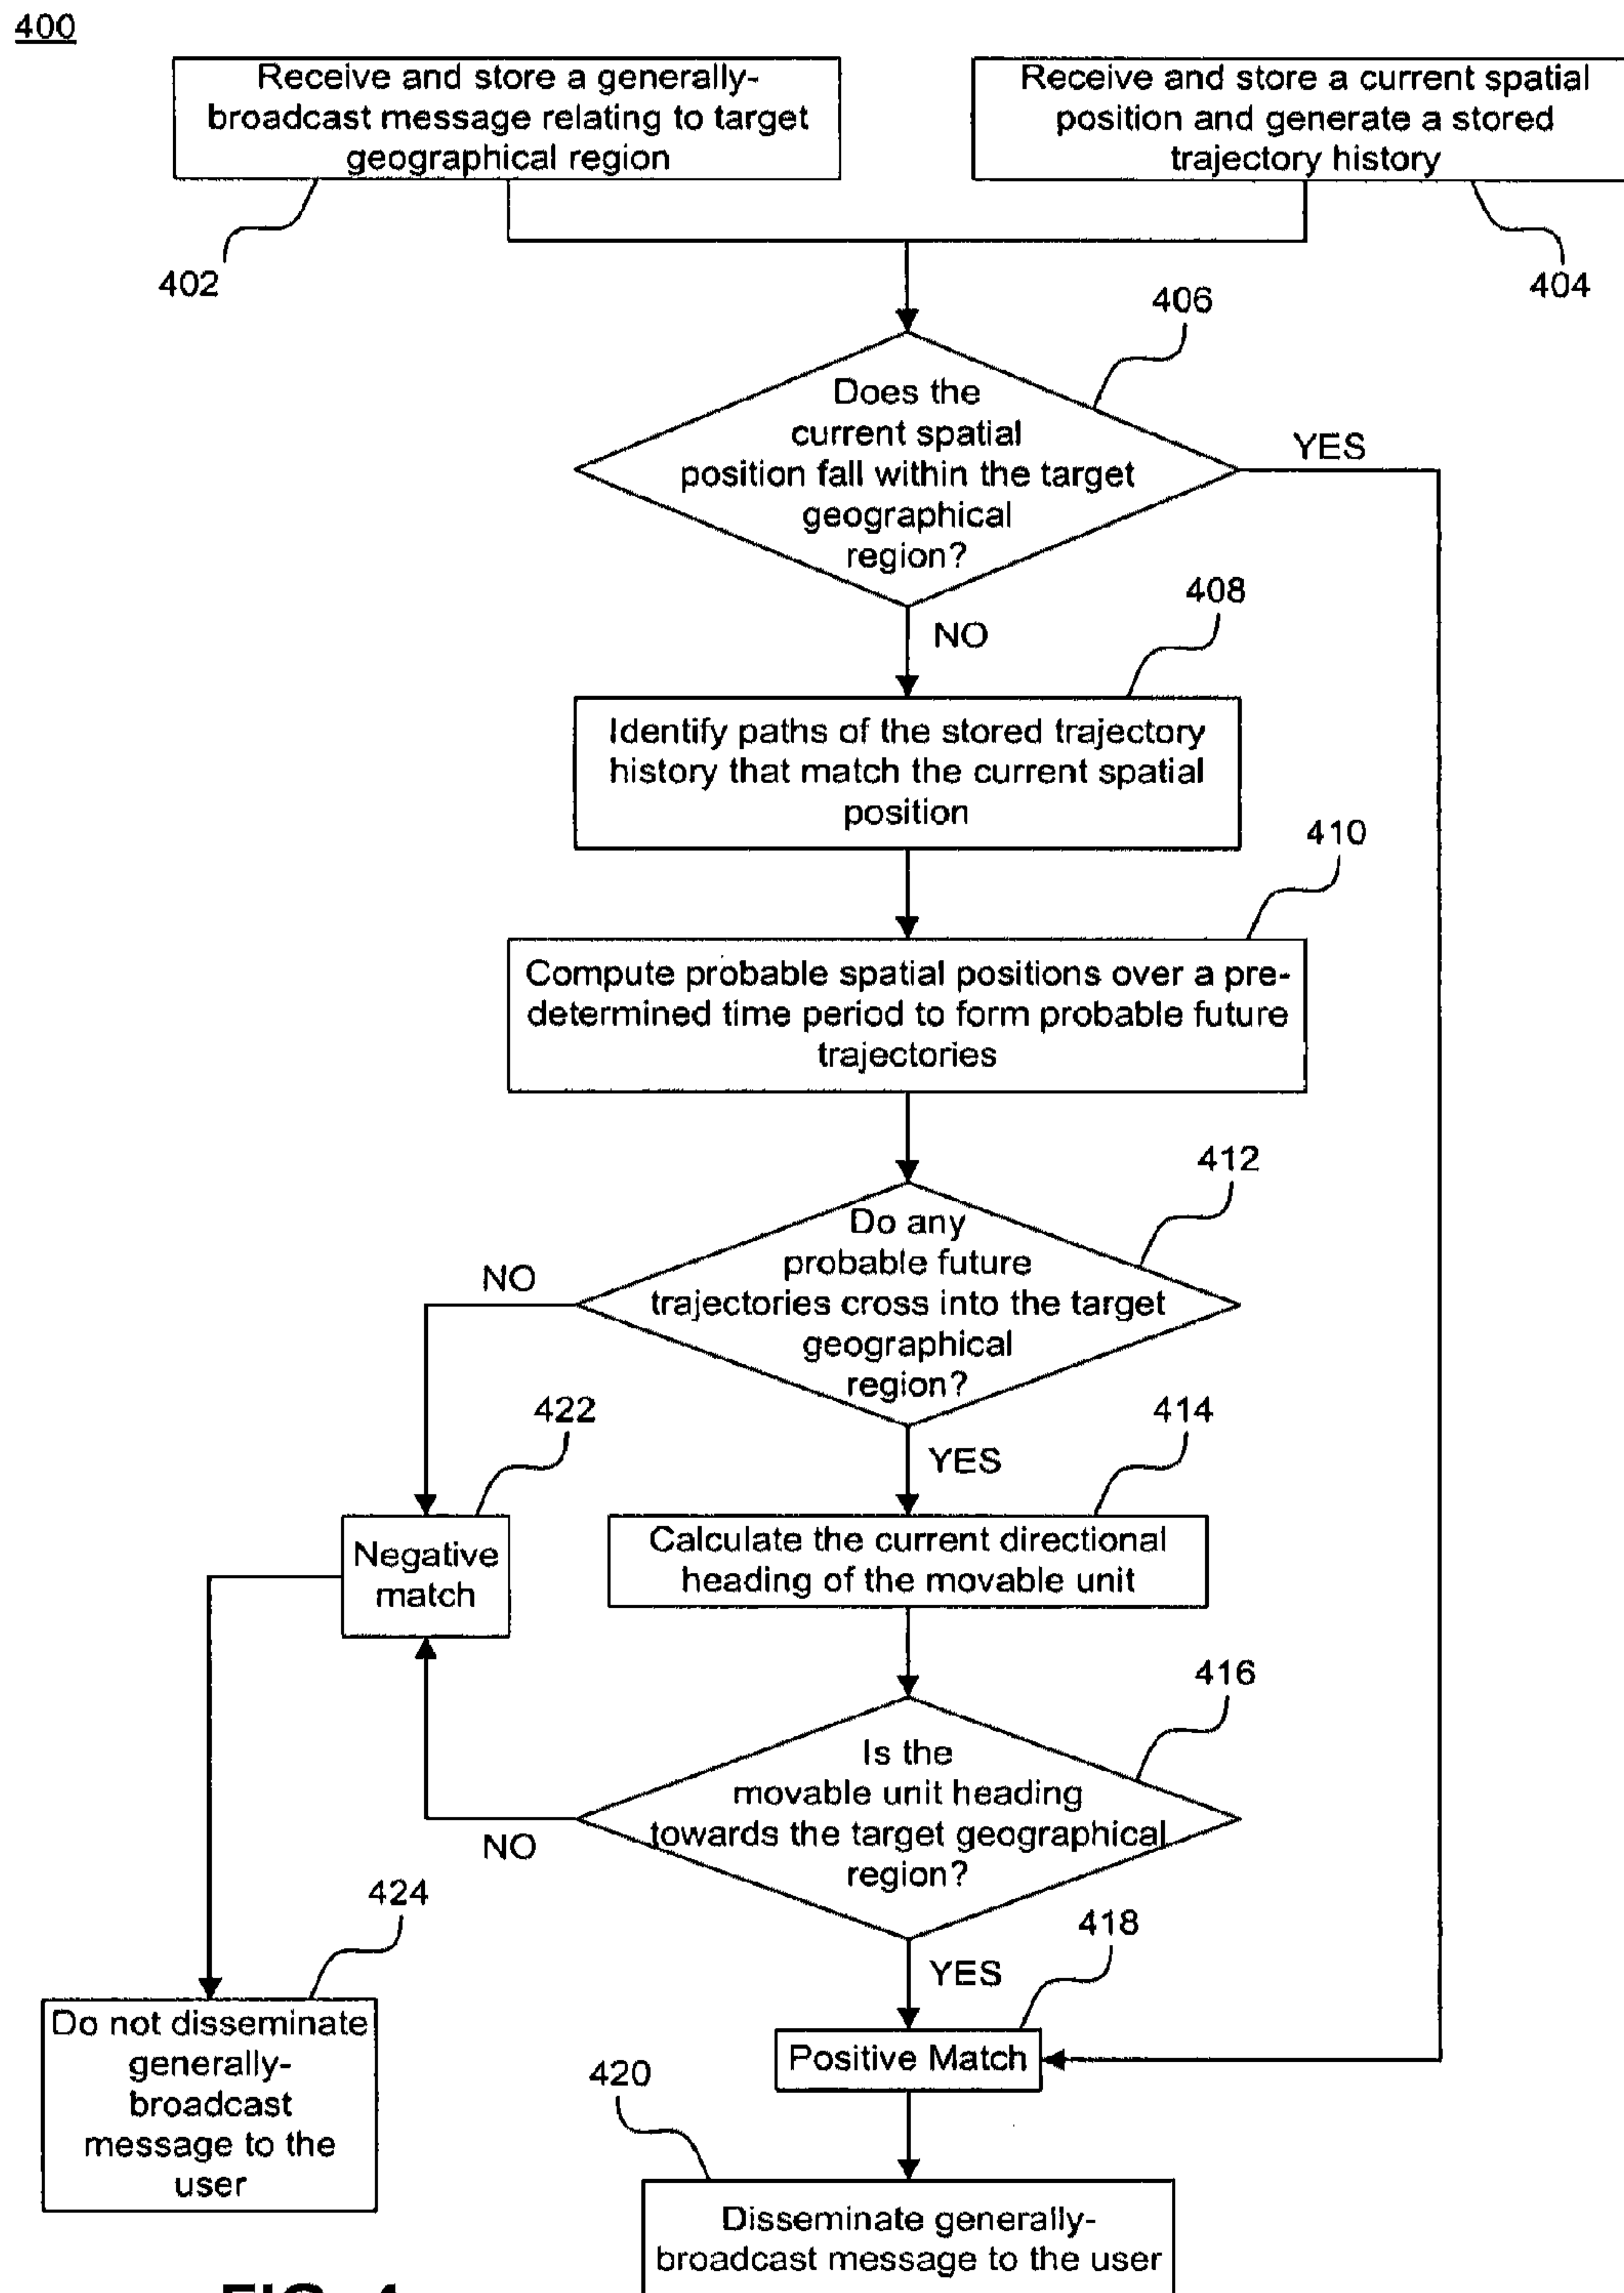 400
Receive and store a generally-
broadcast message relating to target
geographical region
Receive and store a current spatial
position and generate a stored
trajectory history
402
404
406
Does the
current spatial
position fall within the target
geographical
region?
YES
NO
408
Identify paths of the stored trajectory
history that match the current spatial
position
410
Compute probable spatial positions over a pre-
determined time period to form probable future
trajectories
412
Do any
probable future
trajectories cross into the target
geographical
region?
NO
YES
422
414
Negative
match
Calculate the current directional
heading of the movable unit
416
Is the
movable unit heading
towards the target geographical
region?
NO
YES
424
418
Do not disseminate
generally-
broadcast
message to the
user
Positive Match
420
Disseminate generally-
broadcast message to the user
FIG. 4